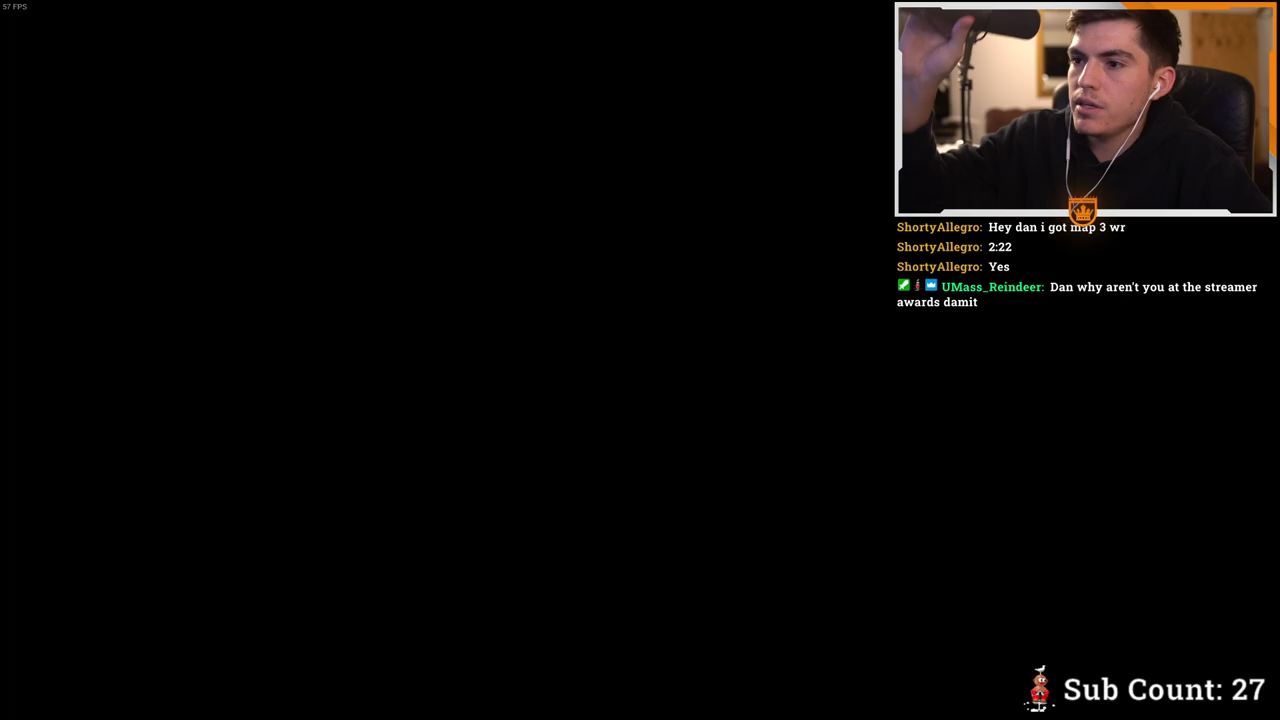 57 FPS
ShortyAllegro: Hey dan i got map 3 wr
ShortyAllegro: 2:22
ShortyAllegro: Yes
UMass_Reindeer: Dan why aren't you at the streamer
awards damit
Sub Count: 27